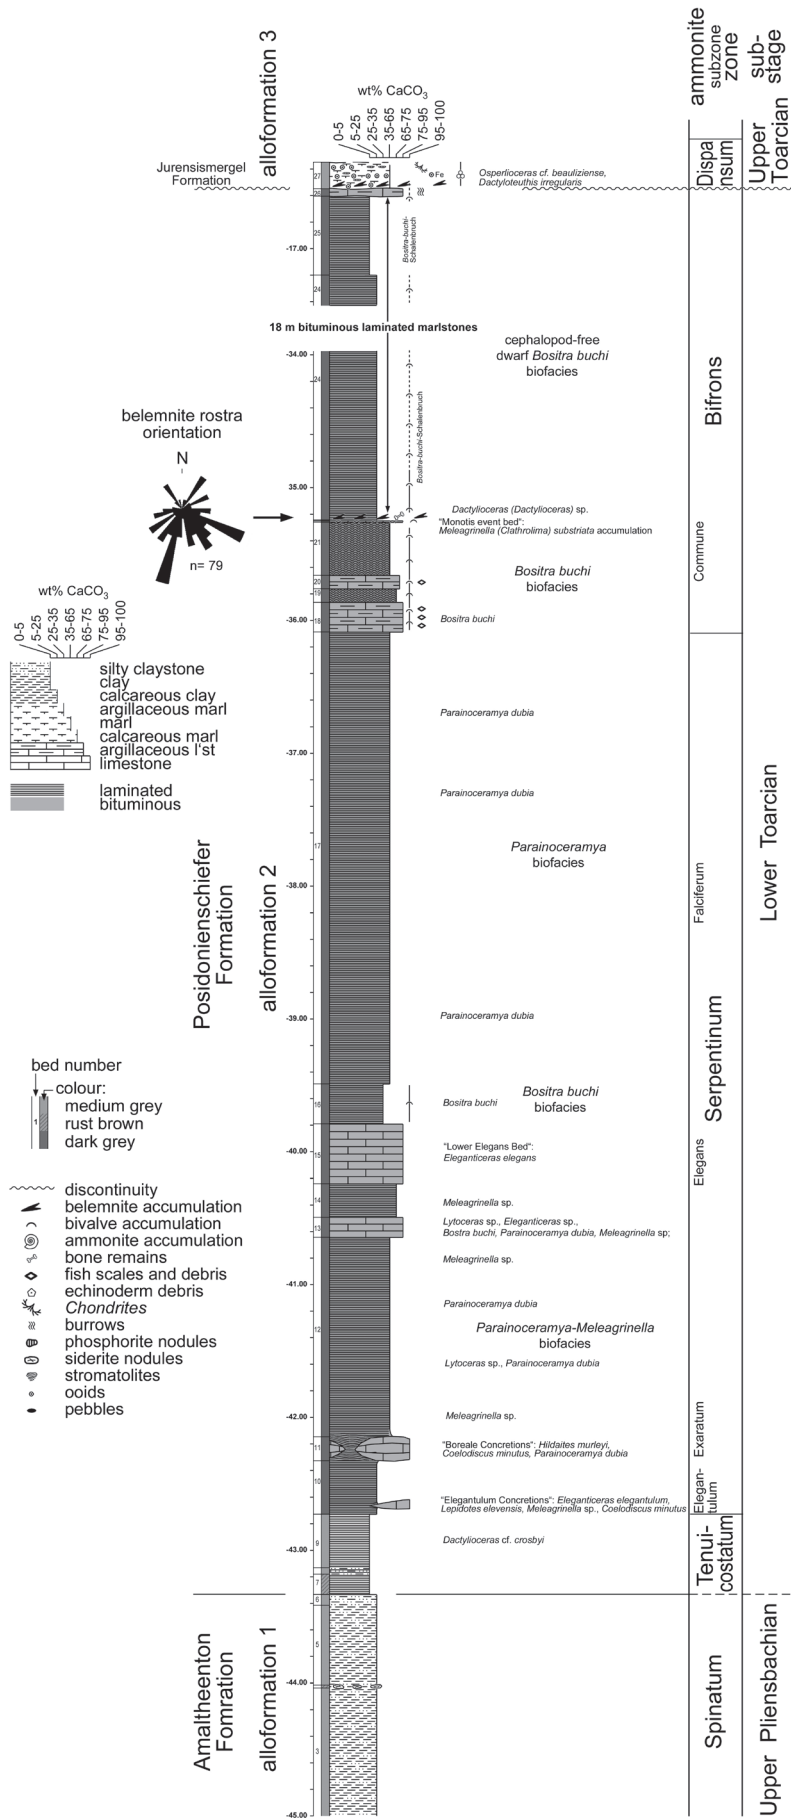 alloformation 3
ammonite
subzone
zone
sub-
stage
wt% CaCO3
0-5
5-25
25-35
35-65
65-75
75-95
95-100
Dispa
nsum
Upper
Toarcian
Jurensismergel
Formation
27
Fe
Osperlioceras cf. beauliziense,
Dactyloteuthis irregularis
26
25
-17.00
Bositra-buchi-
Schalenbruch
24
18 m bituminous laminated marlstones
cephalopod-free
dwarf Bositra buchi
biofacies
-34.00
24
Bifrons
Bositra-buchi-Schalenbruch
belemnite rostra
orientation
N
n= 79
35.00
Dactylioceras (Dactylioceras) sp.
"Monotis event bed":
Meleagrinella (Clathrolima) substriata accumulation
21
Commune
Bositra buchi
biofacies
20
19
18
-36.00
Bositra buchi
wt% CaCO3
0-5
5-25
25-35
35-65
65-75
75-95
95-100
silty claystone
clay
calcareous clay
argillaceous marl
marl
calcareous marl
argillaceous l'st
limestone
laminated
bituminous
Parainoceramya dubia
-37.00
Parainoceramya dubia
17
Parainoceramya
biofacies
Lower Toarcian
Posidonienschiefer
Formation
alloformation 2
-38.00
Falciferum
-39.00
Parainoceramya dubia
Serpentinum
bed number
colour:
medium grey
1
rust brown
dark grey
16
Bositra buchi
Bositra buchi
biofacies
-40.00
15
"Lower Elegans Bed":
Eleganticeras elegans
Elegans
14
Meleagrinella sp.
13
Lytoceras sp., Eleganticeras sp.,
Bostra buchi, Parainoceramya dubia, Meleagrinella sp;
Meleagrinella sp.
-41.00
Parainoceramya dubia
12
Parainoceramya-Meleagrinella
biofacies
Lytoceras sp., Parainoceramya dubia
-42.00
Meleagrinella sp.
discontinuity
belemnite accumulation
bivalve accumulation
ammonite accumulation
bone remains
fish scales and debris
echinoderm debris
Chondrites
burrows
phosphorite nodules
siderite nodules
stromatolites
ooids
pebbles
11
"Boreale Concretions": Hildaites murleyi,
Coelodiscus minutus, Parainoceramya dubia
Exaratum
10
"Elegantulum Concretions": Eleganticeras elegantulum,
Lepidotes elevensis, Meleagrinella sp., Coelodiscus minutus
Elegan-
tulum
-43.00
9
Dactylioceras cf. crosbyi
7
Tenui-
costatum
6
5
-44.00
3
-45.00
Amaltheenton
Fomration
alloformation 1
Spinatum
Upper Pliensbachian